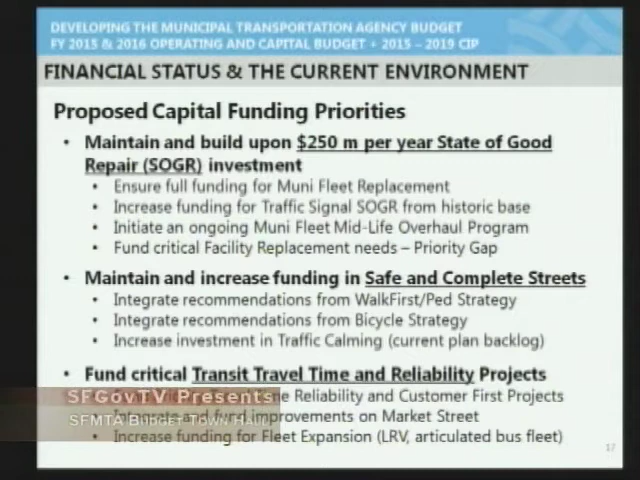 DEVELOPING THE MUNICIPAL TRANSPORTATION AGENCY BUDGET
FY 2015 & 2016 OPERATING AND CAPITAL BUDGET • 2015 – 2019 CIP
FINANCIAL STATUS & THE CURRENT ENVIRONMENT
Proposed Capital Funding Priorities
• Maintain and build upon $250 m per year State of Good
Repair (SOGR) investment
• Ensure full funding for Muni Fleet Replacement
• Increase funding for Traffic Signal SOGR from historic base
• Initiate an ongoing Muni Fleet Mid-Life Overhaul Program
• Fund critical Facility Replacement needs – Priority Gap
• Maintain and increase funding in Safe and Complete Streets
• Integrate recommendations from WalkFirst/Ped Strategy
• Integrate recommendations from Bicycle Strategy
• Increase investment in Traffic Calming (current plan backlog)
• Fund critical Transit Travel Time and Reliability Projects
SFGovTV Presents
Time Reliability and Customer First Projects
SFMTA Budget Town Hall
• Integrate and fund improvements on Market Street
• Increase funding for Fleet Expansion (LRV, articulated bus fleet)
17